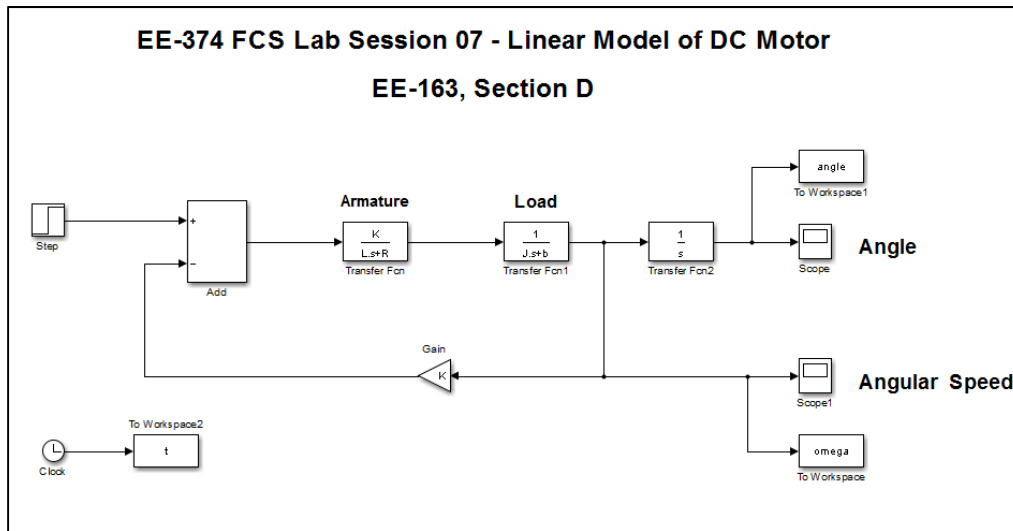 EE-374 FCS Lab Session 07 - Linear Model of DC Motor
EE-163, Section D
angle
To Workspace1
Armature
Load
+
Step
−
Add
K
L.s+R
Transfer Fcn
1
J.s+b
Transfer Fcn1
1
s
Transfer Fcn2
Scope
Angle
Gain
K
Scope1
Angular Speed
To Workspace2
t
Clock
omega
To Workspace